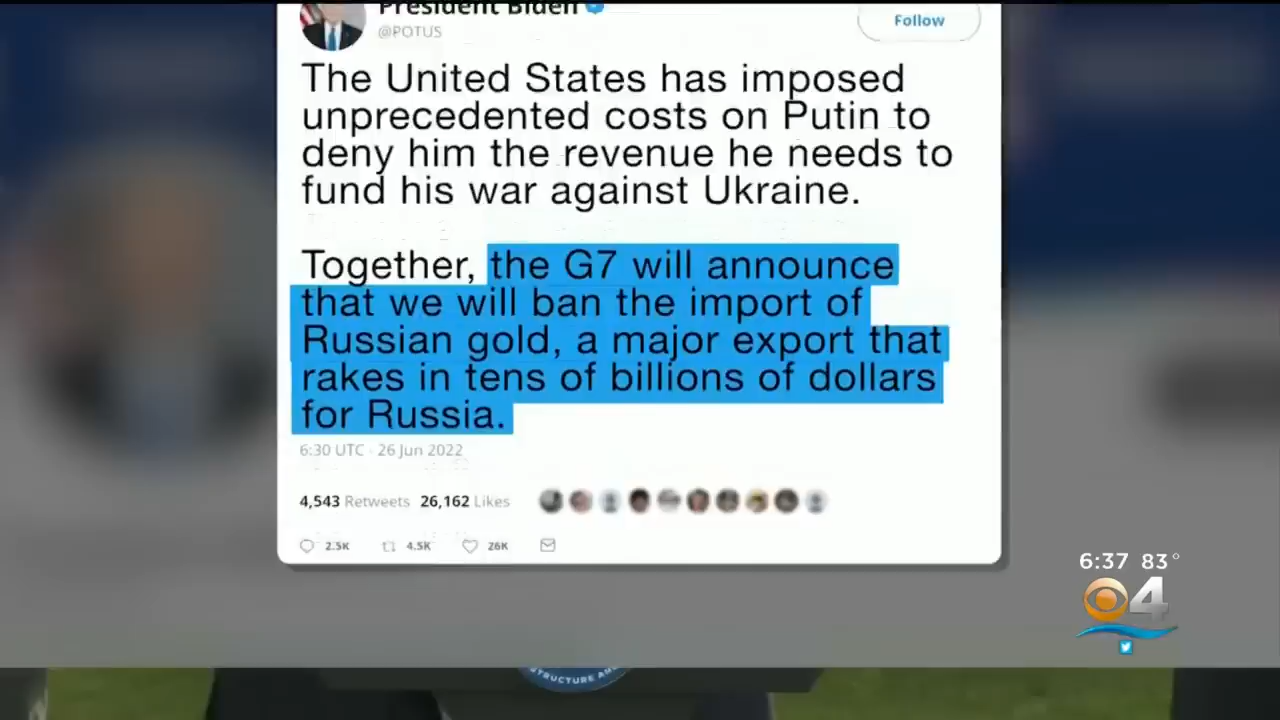 President Biden
@POTUS
Follow
The United States has imposed
unprecedented costs on Putin to
deny him the revenue he needs to
fund his war against Ukraine.
Together, the G7 will announce
that we will ban the import of
Russian gold, a major export that
rakes in tens of billions of dollars
for Russia.
6:30 UTC · 26 Jun 2022
4,543 Retweets 26,162 Likes
2.5K 4.5K 26K
6:37 83°
4
STRUCTURE